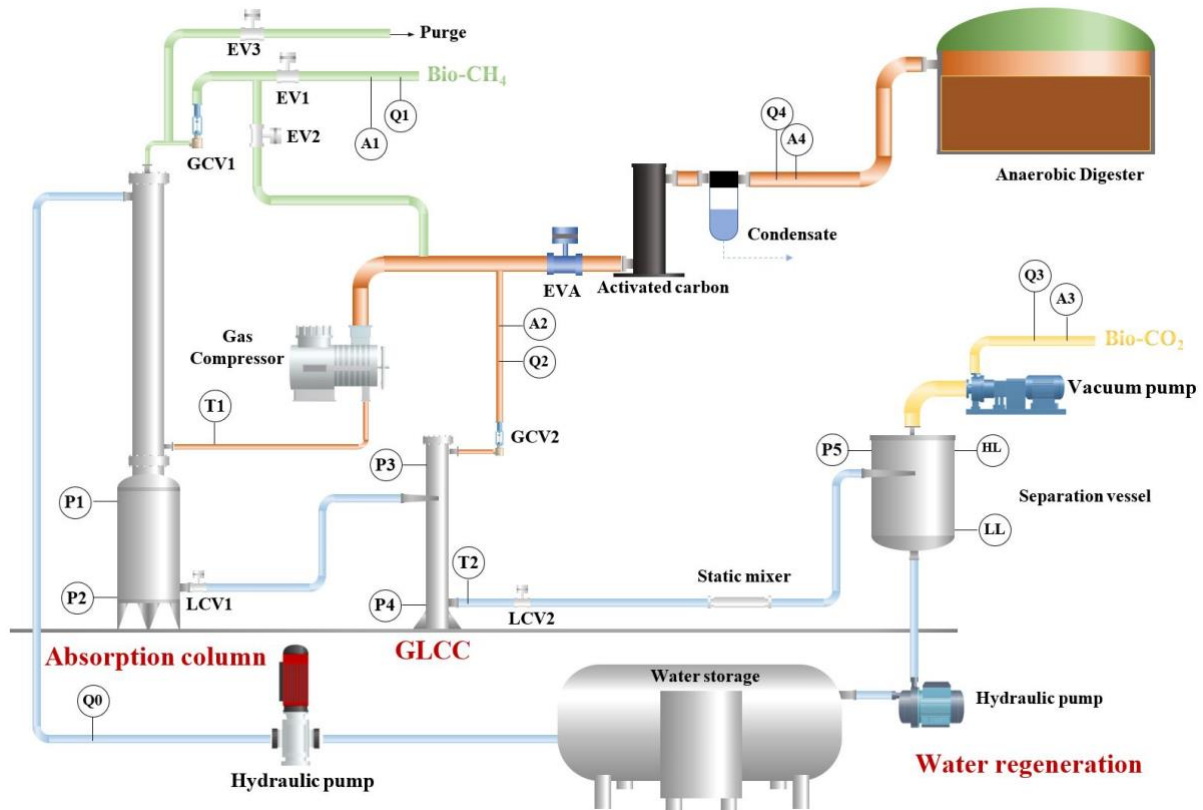 Purge
EV3
Bio-CH₄
EV1
Q1
A1
EV2
GCV1
Q4
A4
Anaerobic Digester
Condensate
EVA
Activated carbon
Q3
A3
Bio-CO₂
Vacuum pump
Gas
Compressor
A2
Q2
T1
GCV2
P3
P5
HL
Separation vessel
LL
P1
T2
Static mixer
P2
LCV1
P4
LCV2
Absorption column
GLCC
Water storage
Q0
Hydraulic pump
Hydraulic pump
Water regeneration